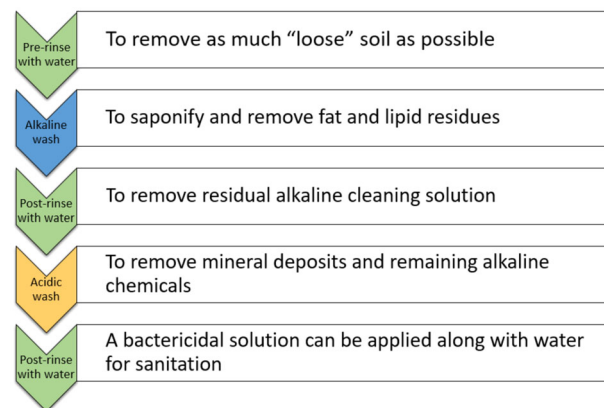 Pre-rinse
with water
To remove as much “loose” soil as possible
Alkaline
wash
To saponify and remove fat and lipid residues
Post-rinse
with water
To remove residual alkaline cleaning solution
Acidic
wash
To remove mineral deposits and remaining alkaline
chemicals
Post-rinse
with water
A bactericidal solution can be applied along with water
for sanitation